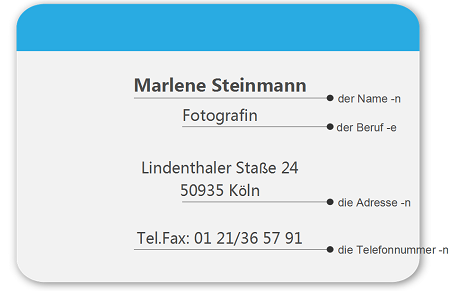 Marlene Steinmann
der Name -n
Fotografin
der Beruf -e
Lindenthaler Staße 24
50935 Köln
die Adresse -n
Tel.Fax: 01 21/36 57 91
die Telefonnummer -n